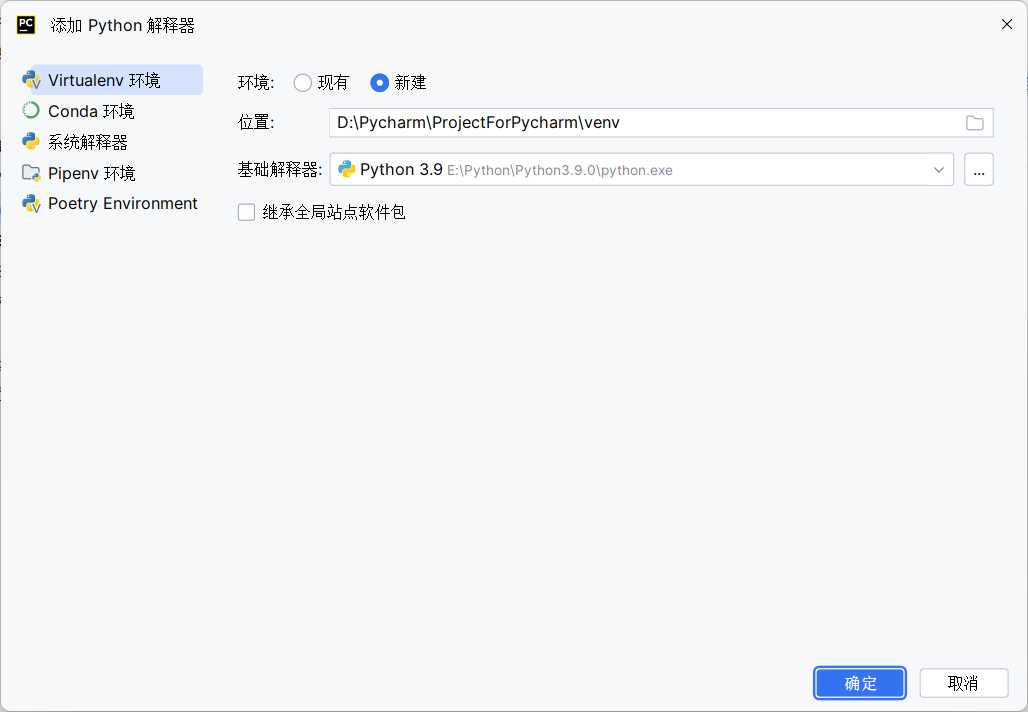 PC 添加 Python 解释器
Virtualenv 环境
Conda 环境
系统解释器
Pipenv 环境
Poetry Environment
环境: 现有 新建
位置: D:\Pycharm\ProjectForPycharm\venv
基础解释器: Python 3.9 E:\Python\Python3.9.0\python.exe ...
继承全局站点软件包
确定 取消